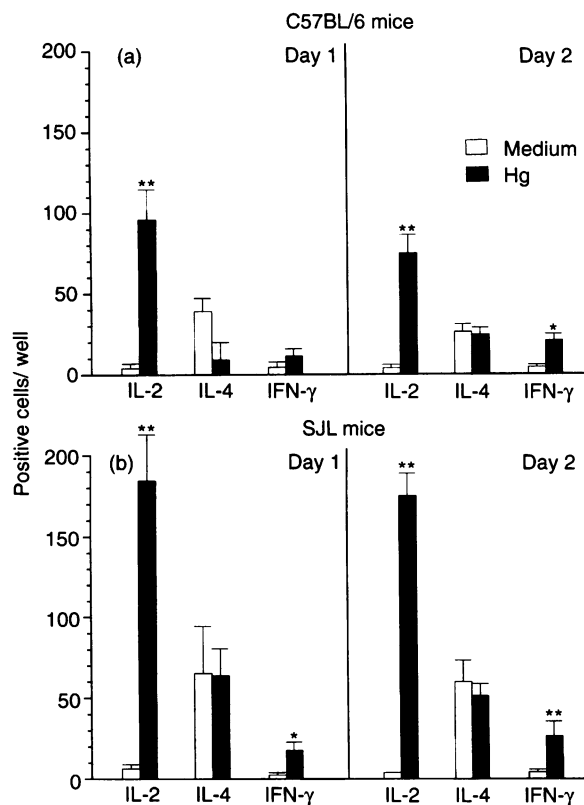 C57BL/6 mice
(a)
Day 1
Day 2
Medium
Hg
200
150
100
50
0
**
**
*
IL-2 IL-4 IFN-γ IL-2 IL-4 IFN-γ
Positive cells/ well
SJL mice
(b)
Day 1
Day 2
200
150
100
50
0
**
**
*
**
IL-2 IL-4 IFN-γ IL-2 IL-4 IFN-γ